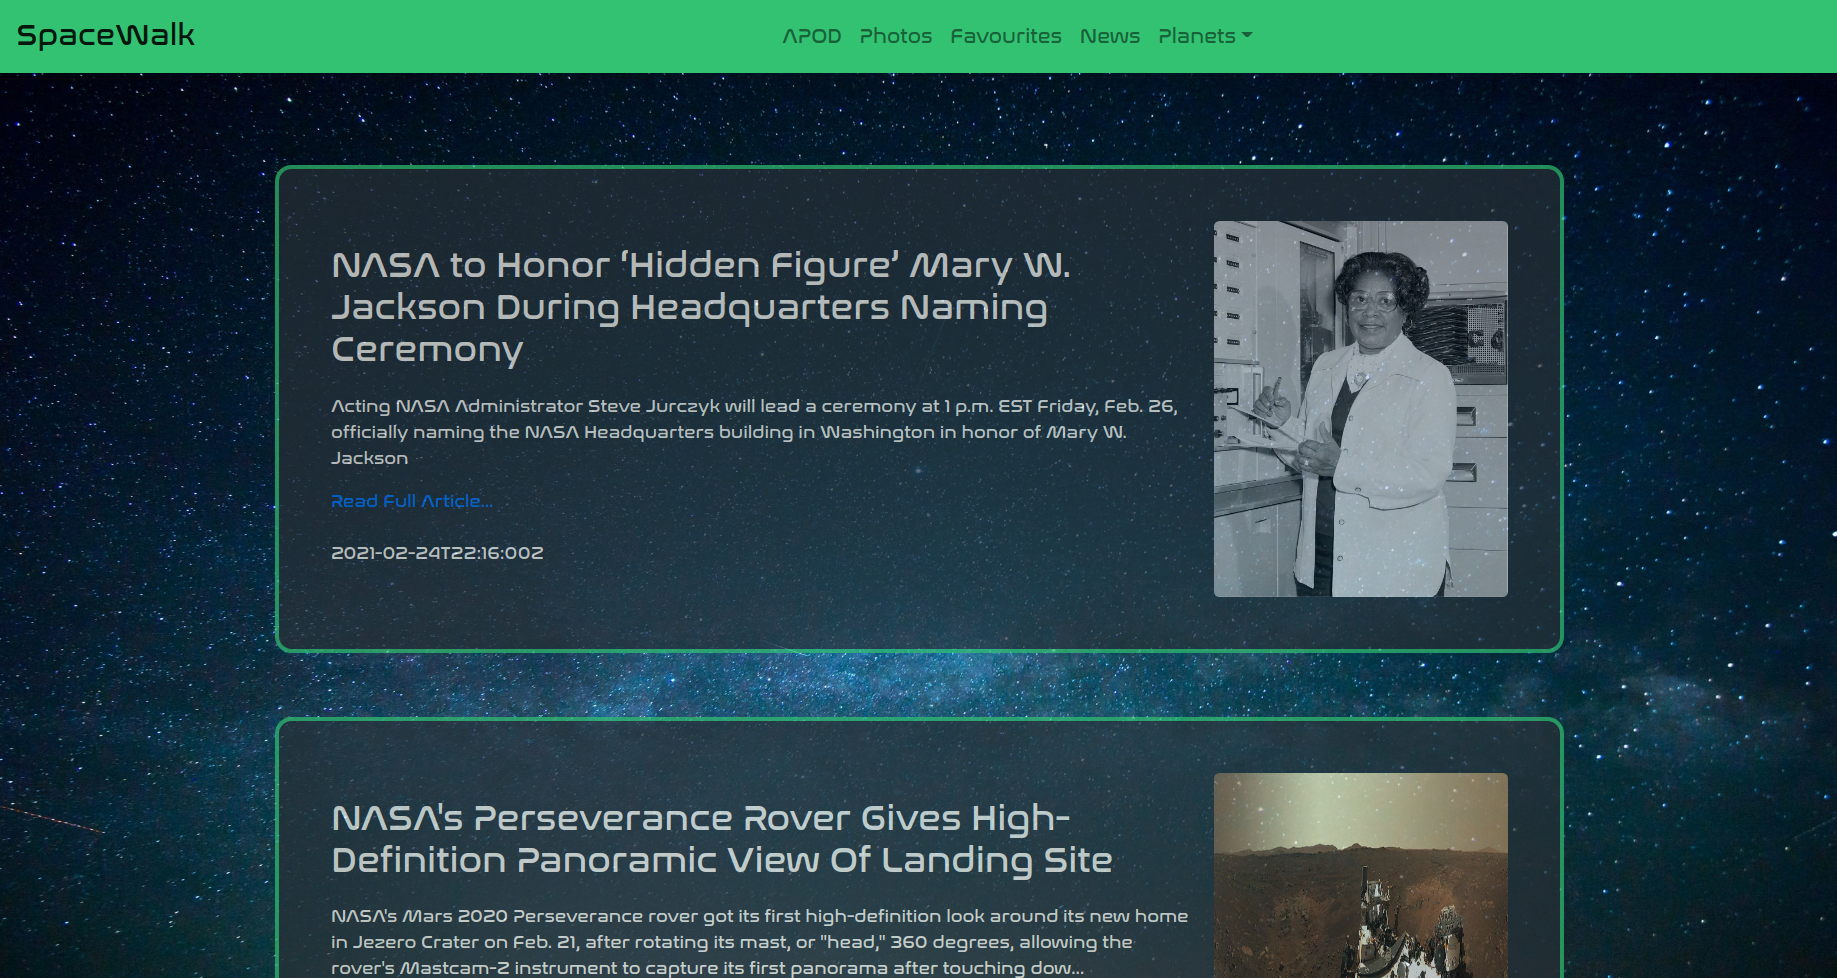 SpaceWalk
APOD Photos Favourites News Planets
NASA to Honor ‘Hidden Figure’ Mary W.
Jackson During Headquarters Naming
Ceremony
Acting NASA Administrator Steve Jurczyk will lead a ceremony at 1 p.m. EST Friday, Feb. 26,
officially naming the NASA Headquarters building in Washington in honor of Mary W.
Jackson
Read Full Article...
2021-02-24T22:16:00Z
NASA's Perseverance Rover Gives High-
Definition Panoramic View Of Landing Site
NASA's Mars 2020 Perseverance rover got its first high-definition look around its new home
in Jezero Crater on Feb. 21, after rotating its mast, or "head," 360 degrees, allowing the
rover's Mastcam-Z instrument to capture its first panorama after touching dow...